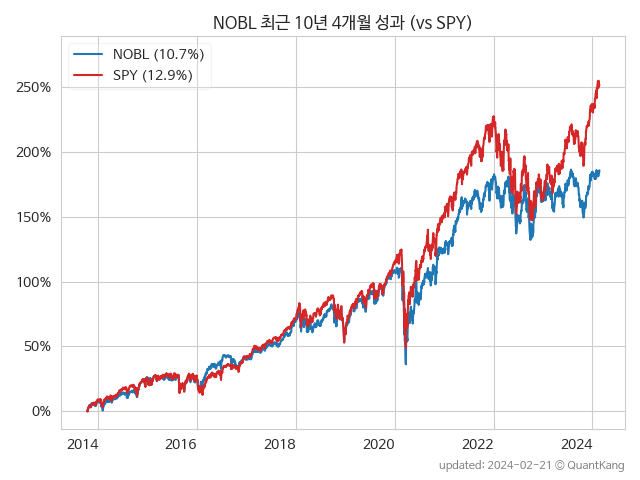 NOBL 최근 10년 4개월 성과 (vs SPY)
NOBL (10.7%)
SPY (12.9%)
250%
200%
150%
100%
50%
0%
2014 2016 2018 2020 2022 2024
updated: 2024-02-21 © QuantKang